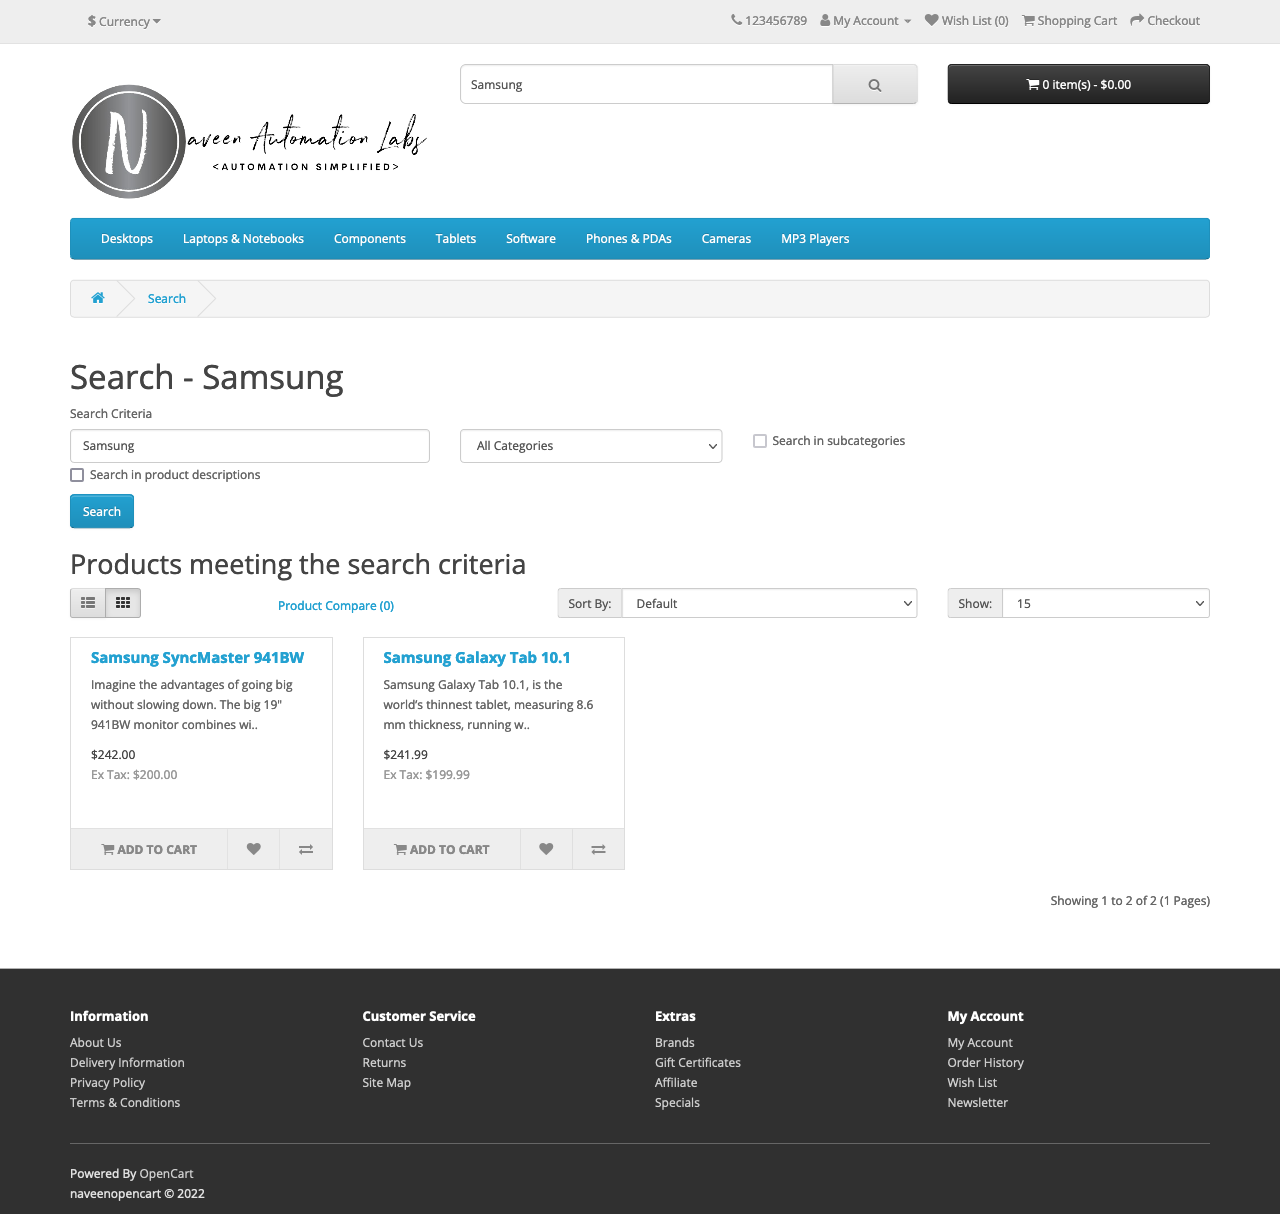 $ Currency
123456789 My Account Wish List (0) Shopping Cart Checkout
Samsung
0 item(s) - $0.00
N aveen Automation Labs
<AUTOMATION SIMPLIFIED>
Desktops Laptops & Notebooks Components Tablets Software Phones & PDAs Cameras MP3 Players
Search
Search - Samsung
Search Criteria
Samsung All Categories Search in subcategories
Search in product descriptions
Search
Products meeting the search criteria
Product Compare (0) Sort By: Default Show: 15
Samsung SyncMaster 941BW
Imagine the advantages of going big
without slowing down. The big 19"
941BW monitor combines wi..
$242.00
Ex Tax: $200.00
ADD TO CART
Samsung Galaxy Tab 10.1
Samsung Galaxy Tab 10.1, is the
world’s thinnest tablet, measuring 8.6
mm thickness, running w..
$241.99
Ex Tax: $199.99
ADD TO CART
Showing 1 to 2 of 2 (1 Pages)
Information
About Us
Delivery Information
Privacy Policy
Terms & Conditions
Customer Service
Contact Us
Returns
Site Map
Extras
Brands
Gift Certificates
Affiliate
Specials
My Account
My Account
Order History
Wish List
Newsletter
Powered By OpenCart
naveenopencart © 2022